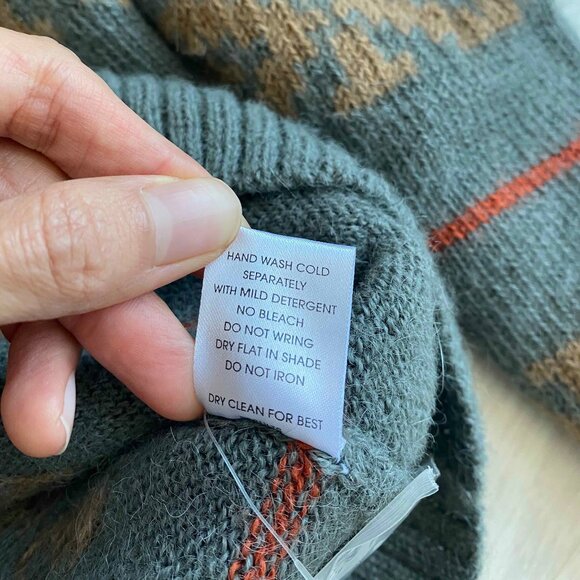 HAND WASH COLD
SEPARATELY
WITH MILD DETERGENT
NO BLEACH
DO NOT WRING
DRY FLAT IN SHADE
DO NOT IRON
DRY CLEAN FOR BEST